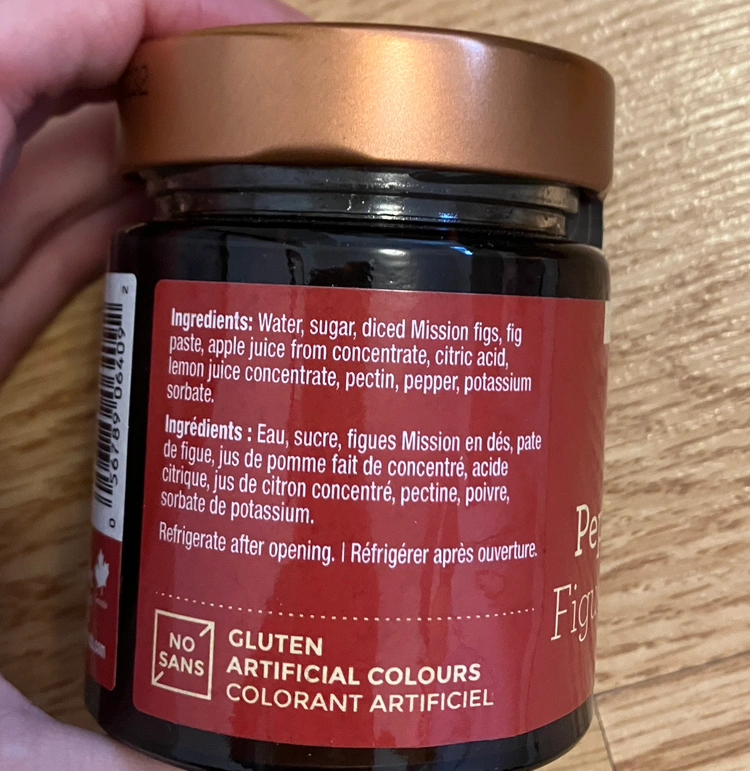 Ingredients: Water, sugar, diced Mission figs, fig
paste, apple juice from concentrate, citric acid,
lemon juice concentrate, pectin, pepper, potassium
sorbate.
Ingrédients : Eau, sucre, figues Mission en dés, pate
de figue, jus de pomme fait de concentré, acide
citrique, jus de citron concentré, pectine, poivre,
sorbate de potassium.
Refrigerate after opening. | Réfrigérer après ouverture.
NO
SANS
GLUTEN
ARTIFICIAL COLOURS
COLORANT ARTIFICIEL